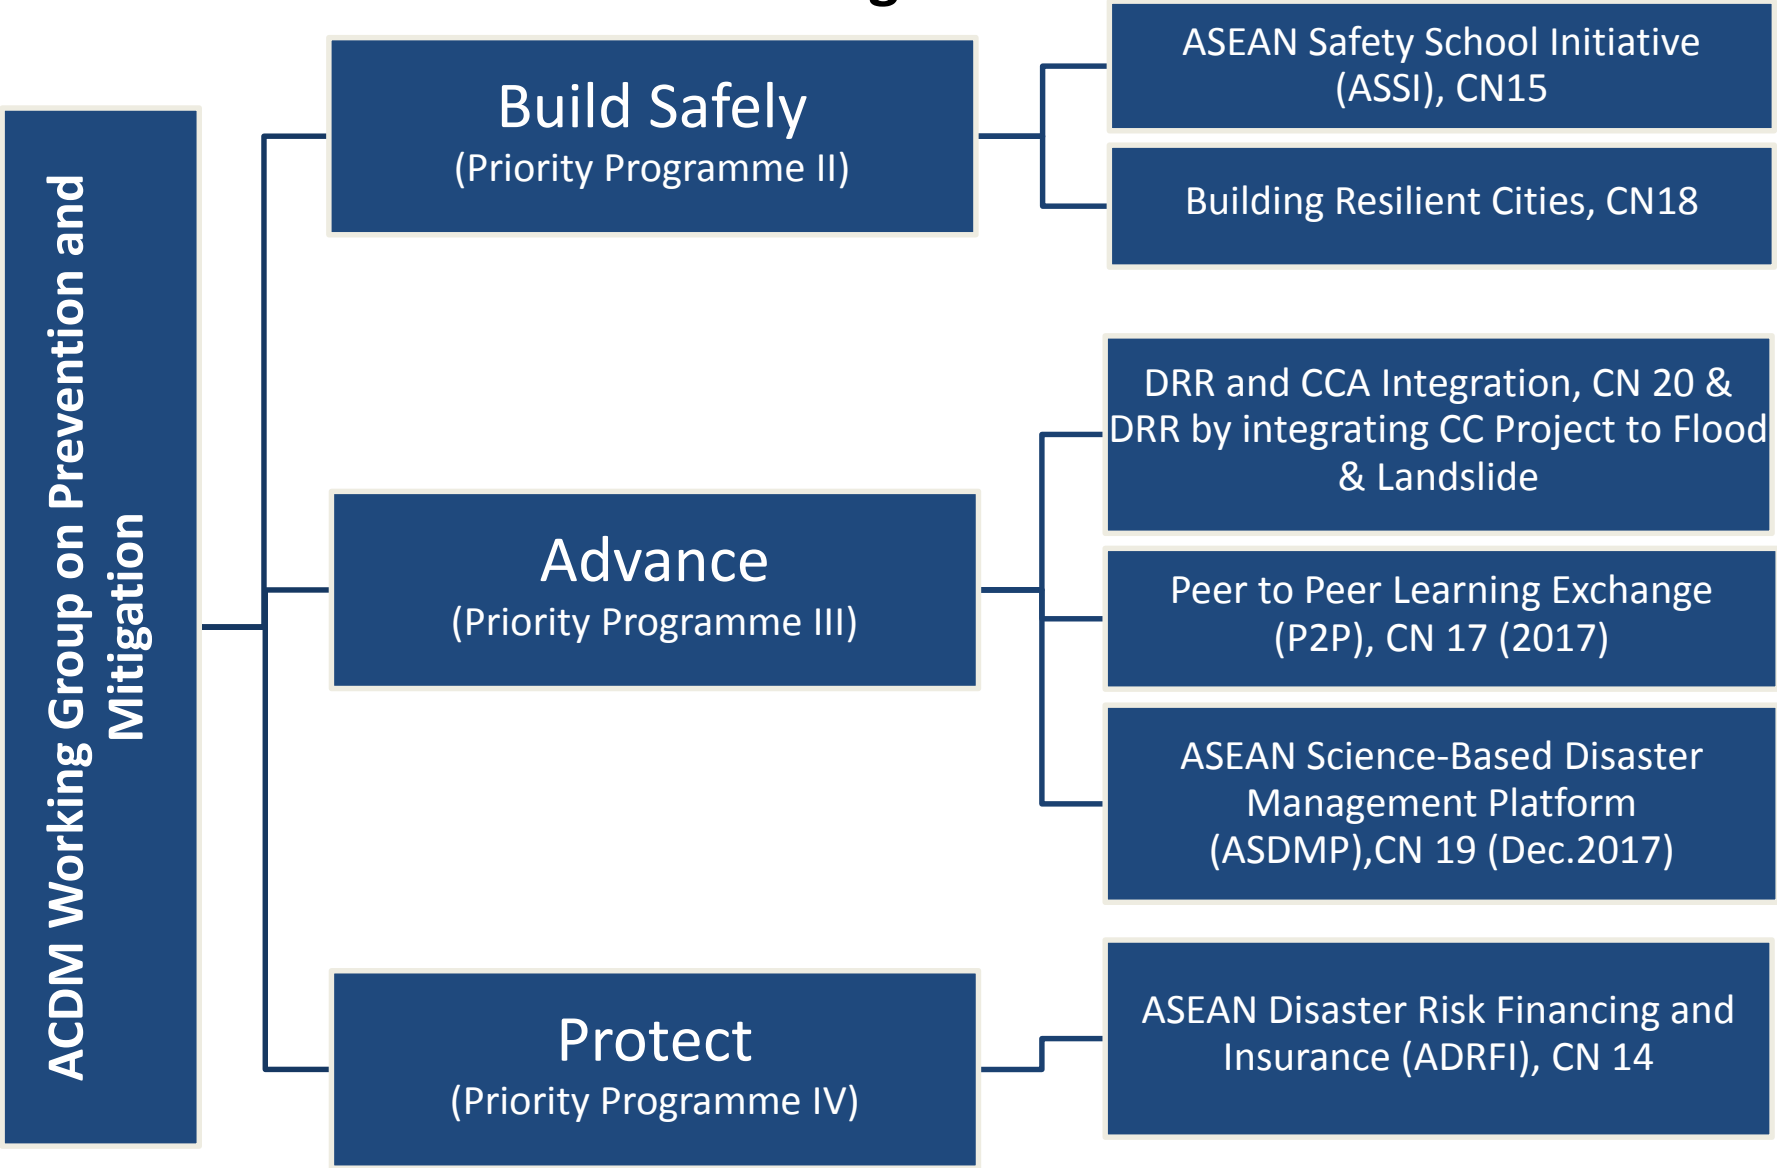 ACDM Working Group on Prevention and
Mitigation
Build Safely
(Priority Programme II)
ASEAN Safety School Initiative
(ASSI), CN15
Building Resilient Cities, CN18
Advance
(Priority Programme III)
DRR and CCA Integration, CN 20 &
DRR by integrating CC Project to Flood
& Landslide
Peer to Peer Learning Exchange
(P2P), CN 17 (2017)
ASEAN Science-Based Disaster
Management Platform
(ASDMP),CN 19 (Dec.2017)
Protect
(Priority Programme IV)
ASEAN Disaster Risk Financing and
Insurance (ADRFI), CN 14